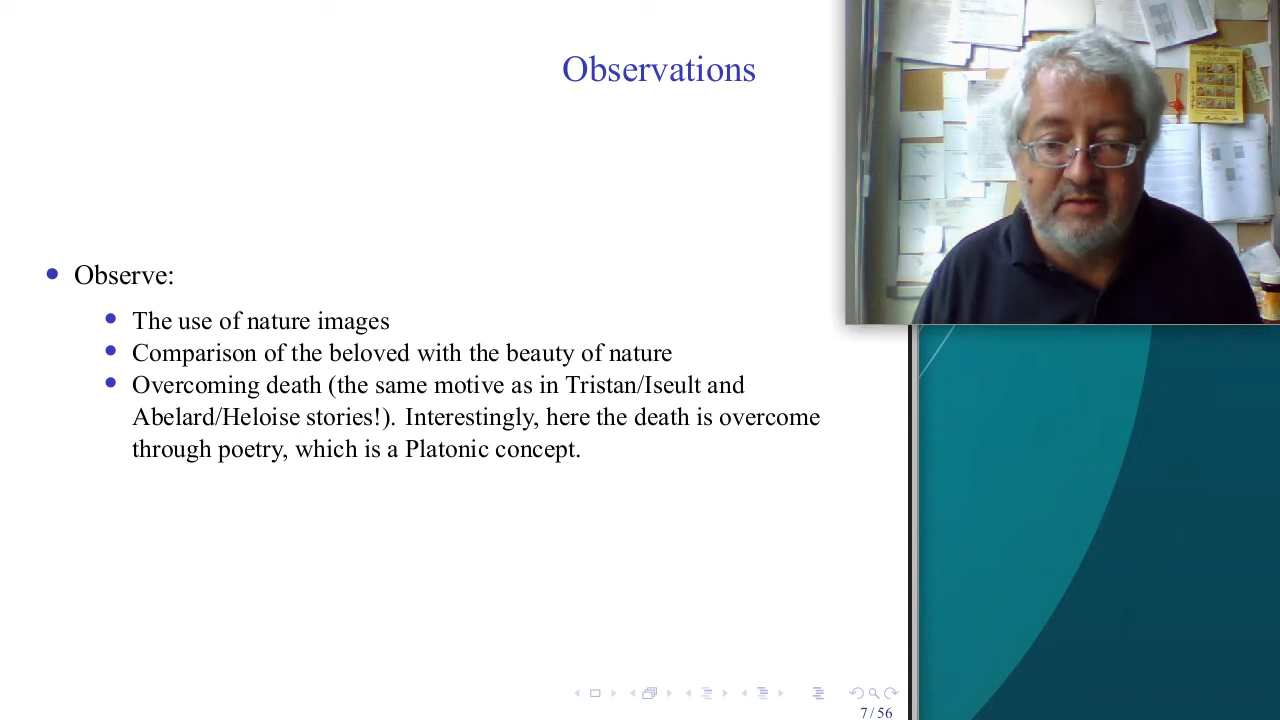 Observations
Observe:
The use of nature images
Comparison of the beloved with the beauty of nature
Overcoming death (the same motive as in Tristan/Iseult and
Abelard/Heloise stories!). Interestingly, here the death is overcome
through poetry, which is a Platonic concept.
7 / 56